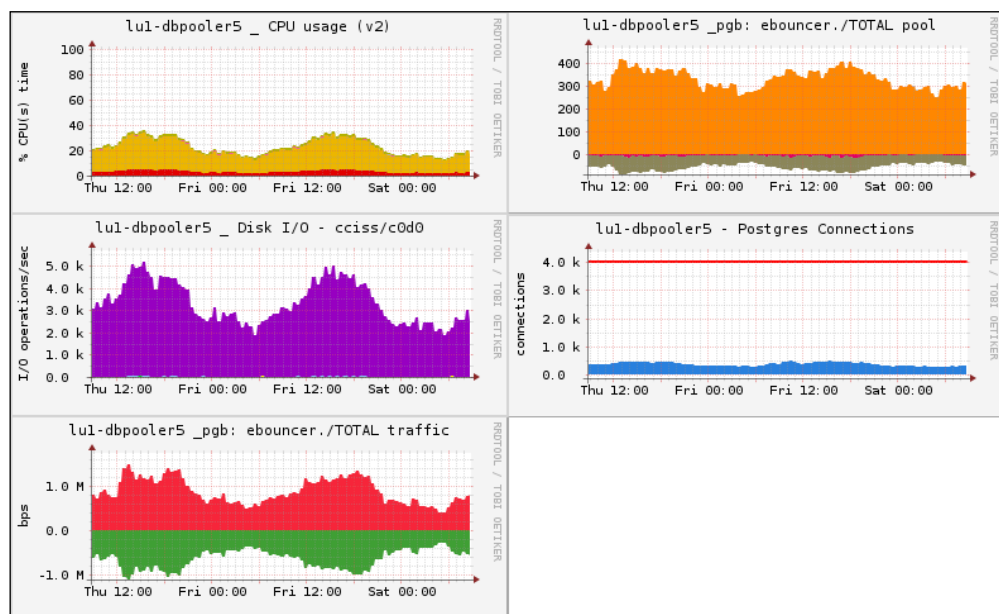 lu1-dbpooler5 _ CPU usage (v2)
RRDTOOL / TOBI OETIKER
% CPU(s) time
100
80
60
40
20
0
Thu 12:00 Fri 00:00 Fri 12:00 Sat 00:00
lu1-dbpooler5 _pgb: ebouncer./TOTAL pool
RRDTOOL / TOBI OETIKER
400
300
200
100
0
Thu 12:00 Fri 00:00 Fri 12:00 Sat 00:00
lu1-dbpooler5 _ Disk I/O - cciss/c0d0
RRDTOOL / TOBI OETIKER
I/O operations/sec
5.0 k
4.0 k
3.0 k
2.0 k
1.0 k
0.0
Thu 12:00 Fri 00:00 Fri 12:00 Sat 00:00
lu1-dbpooler5 - Postgres Connections
RRDTOOL / TOBI OETIKER
connections
4.0 k
3.0 k
2.0 k
1.0 k
0.0
Thu 12:00 Fri 00:00 Fri 12:00 Sat 00:00
lu1-dbpooler5 _pgb: ebouncer./TOTAL traffic
RRDTOOL / TOBI OETIKER
bps
1.0 M
0.0
-1.0 M
Thu 12:00 Fri 00:00 Fri 12:00 Sat 00:00